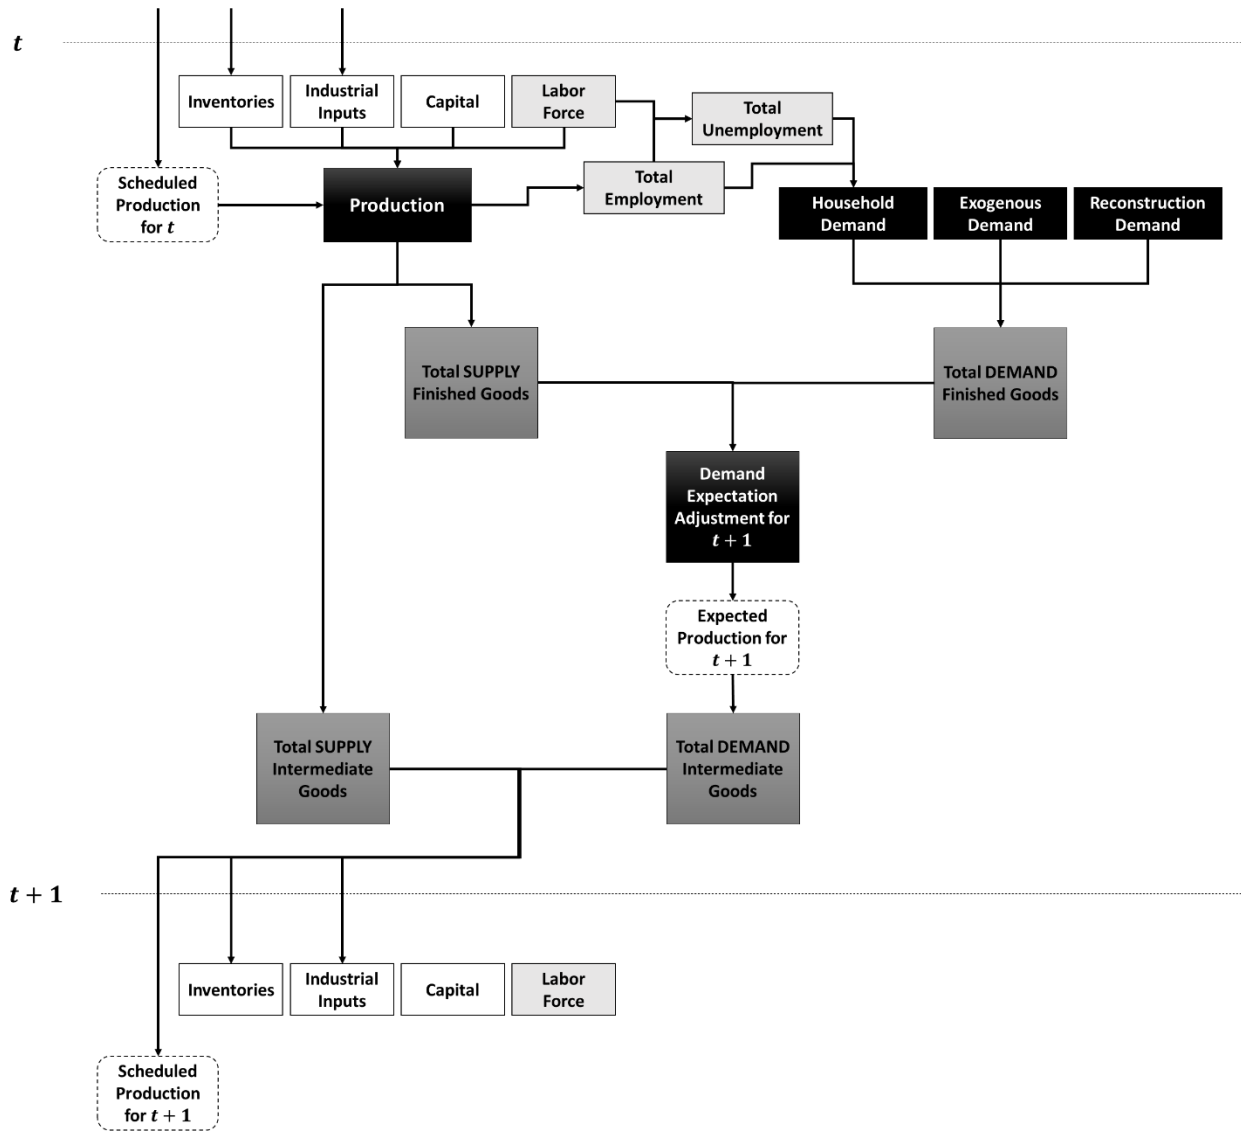 t
Inventories
Industrial
Inputs
Capital
Labor
Force
Total
Unemployment
Scheduled
Production
for t
Production
Total
Employment
Household
Demand
Exogenous
Demand
Reconstruction
Demand
Total SUPPLY
Finished Goods
Total DEMAND
Finished Goods
Demand
Expectation
Adjustment for
t + 1
Expected
Production for
t + 1
Total SUPPLY
Intermediate
Goods
Total DEMAND
Intermediate
Goods
t + 1
Inventories
Industrial
Inputs
Capital
Labor
Force
Scheduled
Production
for t + 1